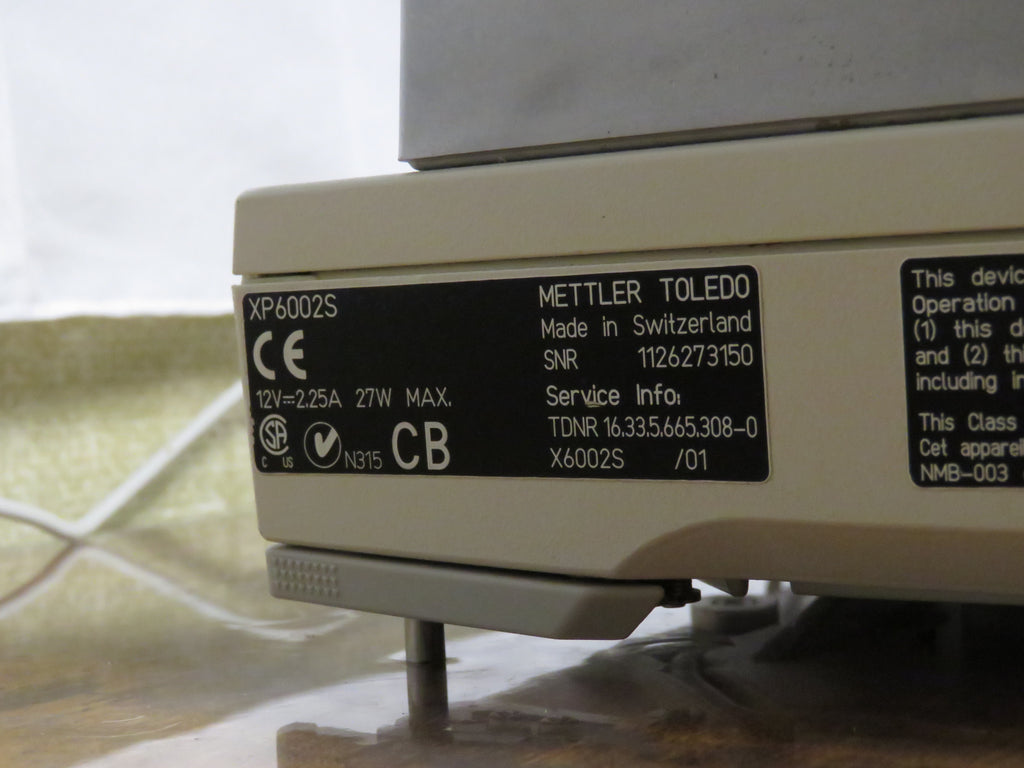 XP6002S
CE
12V=2.25A 27W MAX.
SA
C US
N315
CB
METTLER TOLEDO
Made in Switzerland
SNR 1126273150
Service Info:
TDNR 16.33.5.665.308-0
X6002S /01
This devic
Operation
(1) this d
and (2) th
including in
This Class
Cet apparei
NMB-003